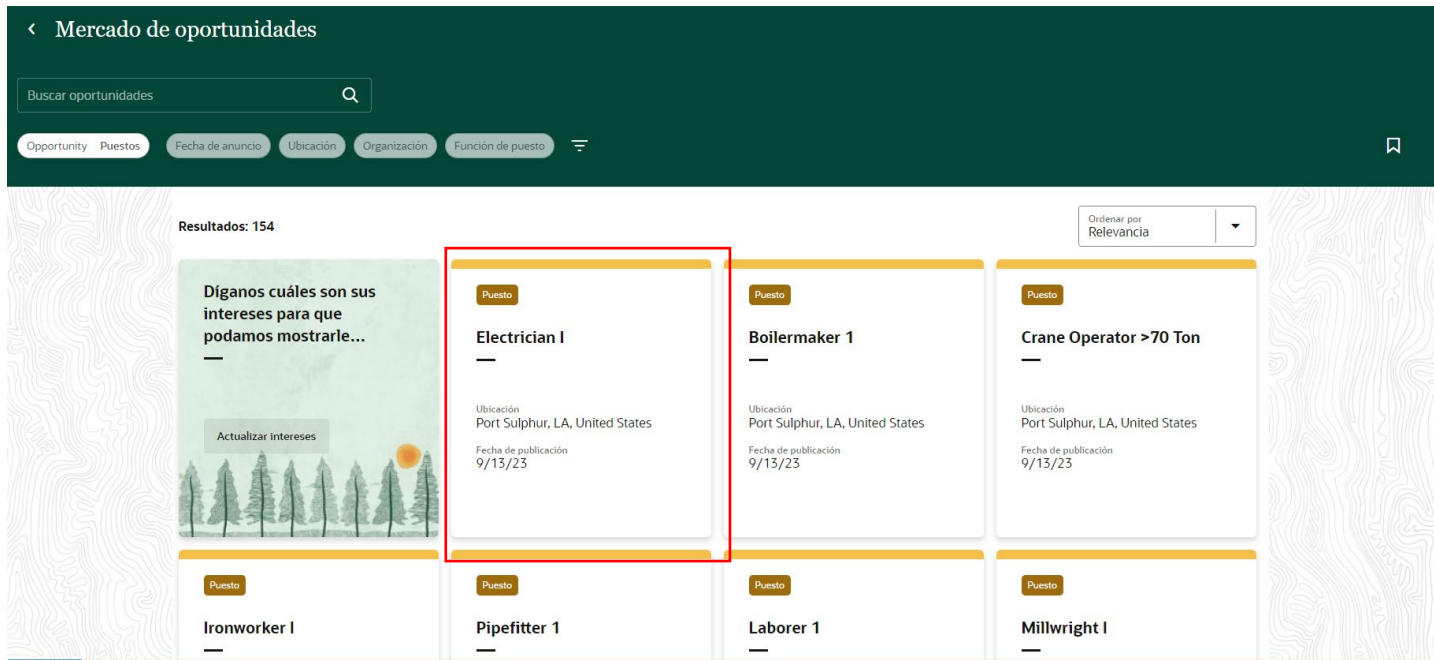 Mercado de oportunidades
Buscar oportunidades
Opportunity Puestos Fecha de anuncio Ubicación Organización Función de puesto
Resultados: 154
Ordenar por
Relevancia
Díganos cuáles son sus
intereses para que
podamos mostrarle...
Actualizar intereses
Puesto
Electrician I
Ubicación
Port Sulphur, LA, United States
Fecha de publicación
9/13/23
Puesto
Boilermaker 1
Ubicación
Port Sulphur, LA, United States
Fecha de publicación
9/13/23
Puesto
Crane Operator >70 Ton
Ubicación
Port Sulphur, LA, United States
Fecha de publicación
9/13/23
Puesto
Ironworker I
Puesto
Pipefitter 1
Puesto
Laborer 1
Puesto
Millwright I